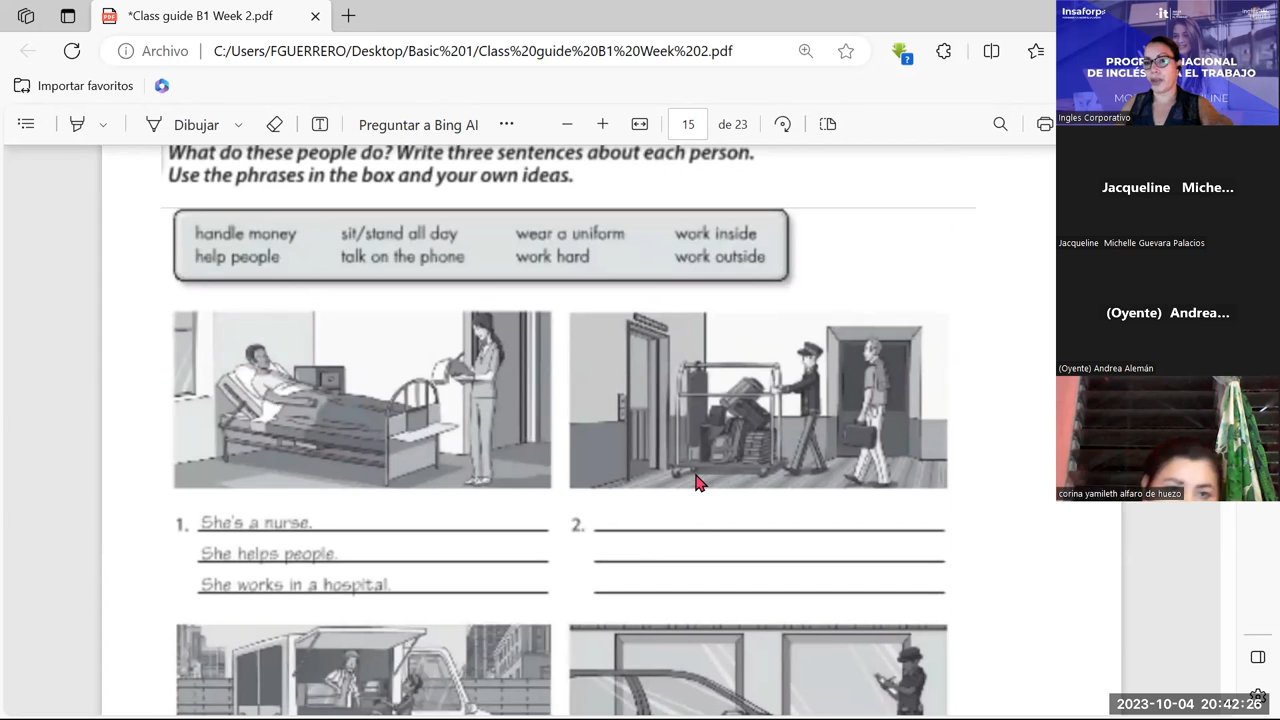 *Class guide B1 Week 2.pdf
Archivo C:/Users/FGUERRERO/Desktop/Basic%201/Class%20guide%20B1%20Week%202.pdf
Importar favoritos
Dibujar
Preguntar a Bing AI
15 de 23
What do these people do? Write three sentences about each person.
Use the phrases in the box and your own ideas.
handle money sit/stand all day wear a uniform work inside
help people talk on the phone work hard work outside
1. She's a nurse.
She helps people.
She works in a hospital.
2.
Insaforp
Ingles Corporativo
Jacqueline Miche...
Jacqueline Michelle Guevara Palacios
(Oyente) Andrea...
(Oyente) Andrea Alemán
corina yamileth alfaro de huezo
2023-10-04 20:42:26